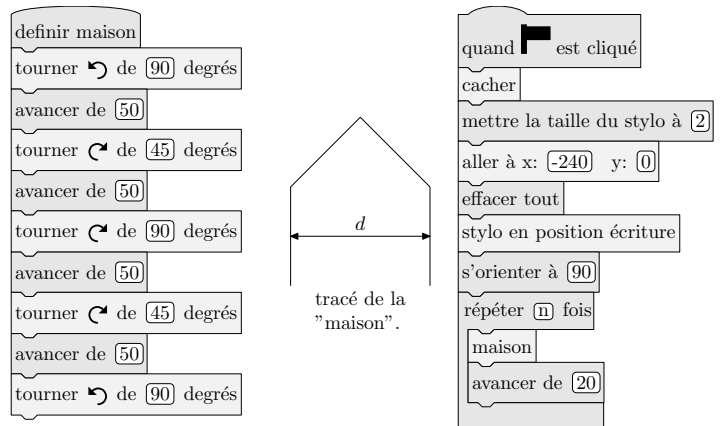 definir maison
tourner ↶ de 90 degrés
avancer de 50
tourner ↷ de 45 degrés
avancer de 50
tourner ↷ de 90 degrés
avancer de 50
tourner ↷ de 45 degrés
avancer de 50
tourner ↶ de 90 degrés
d
tracé de la
”maison”.
quand est cliqué
cacher
mettre la taille du stylo à 2
aller à x: -240 y: 0
effacer tout
stylo en position écriture
s'orienter à 90
répéter n fois
maison
avancer de 20